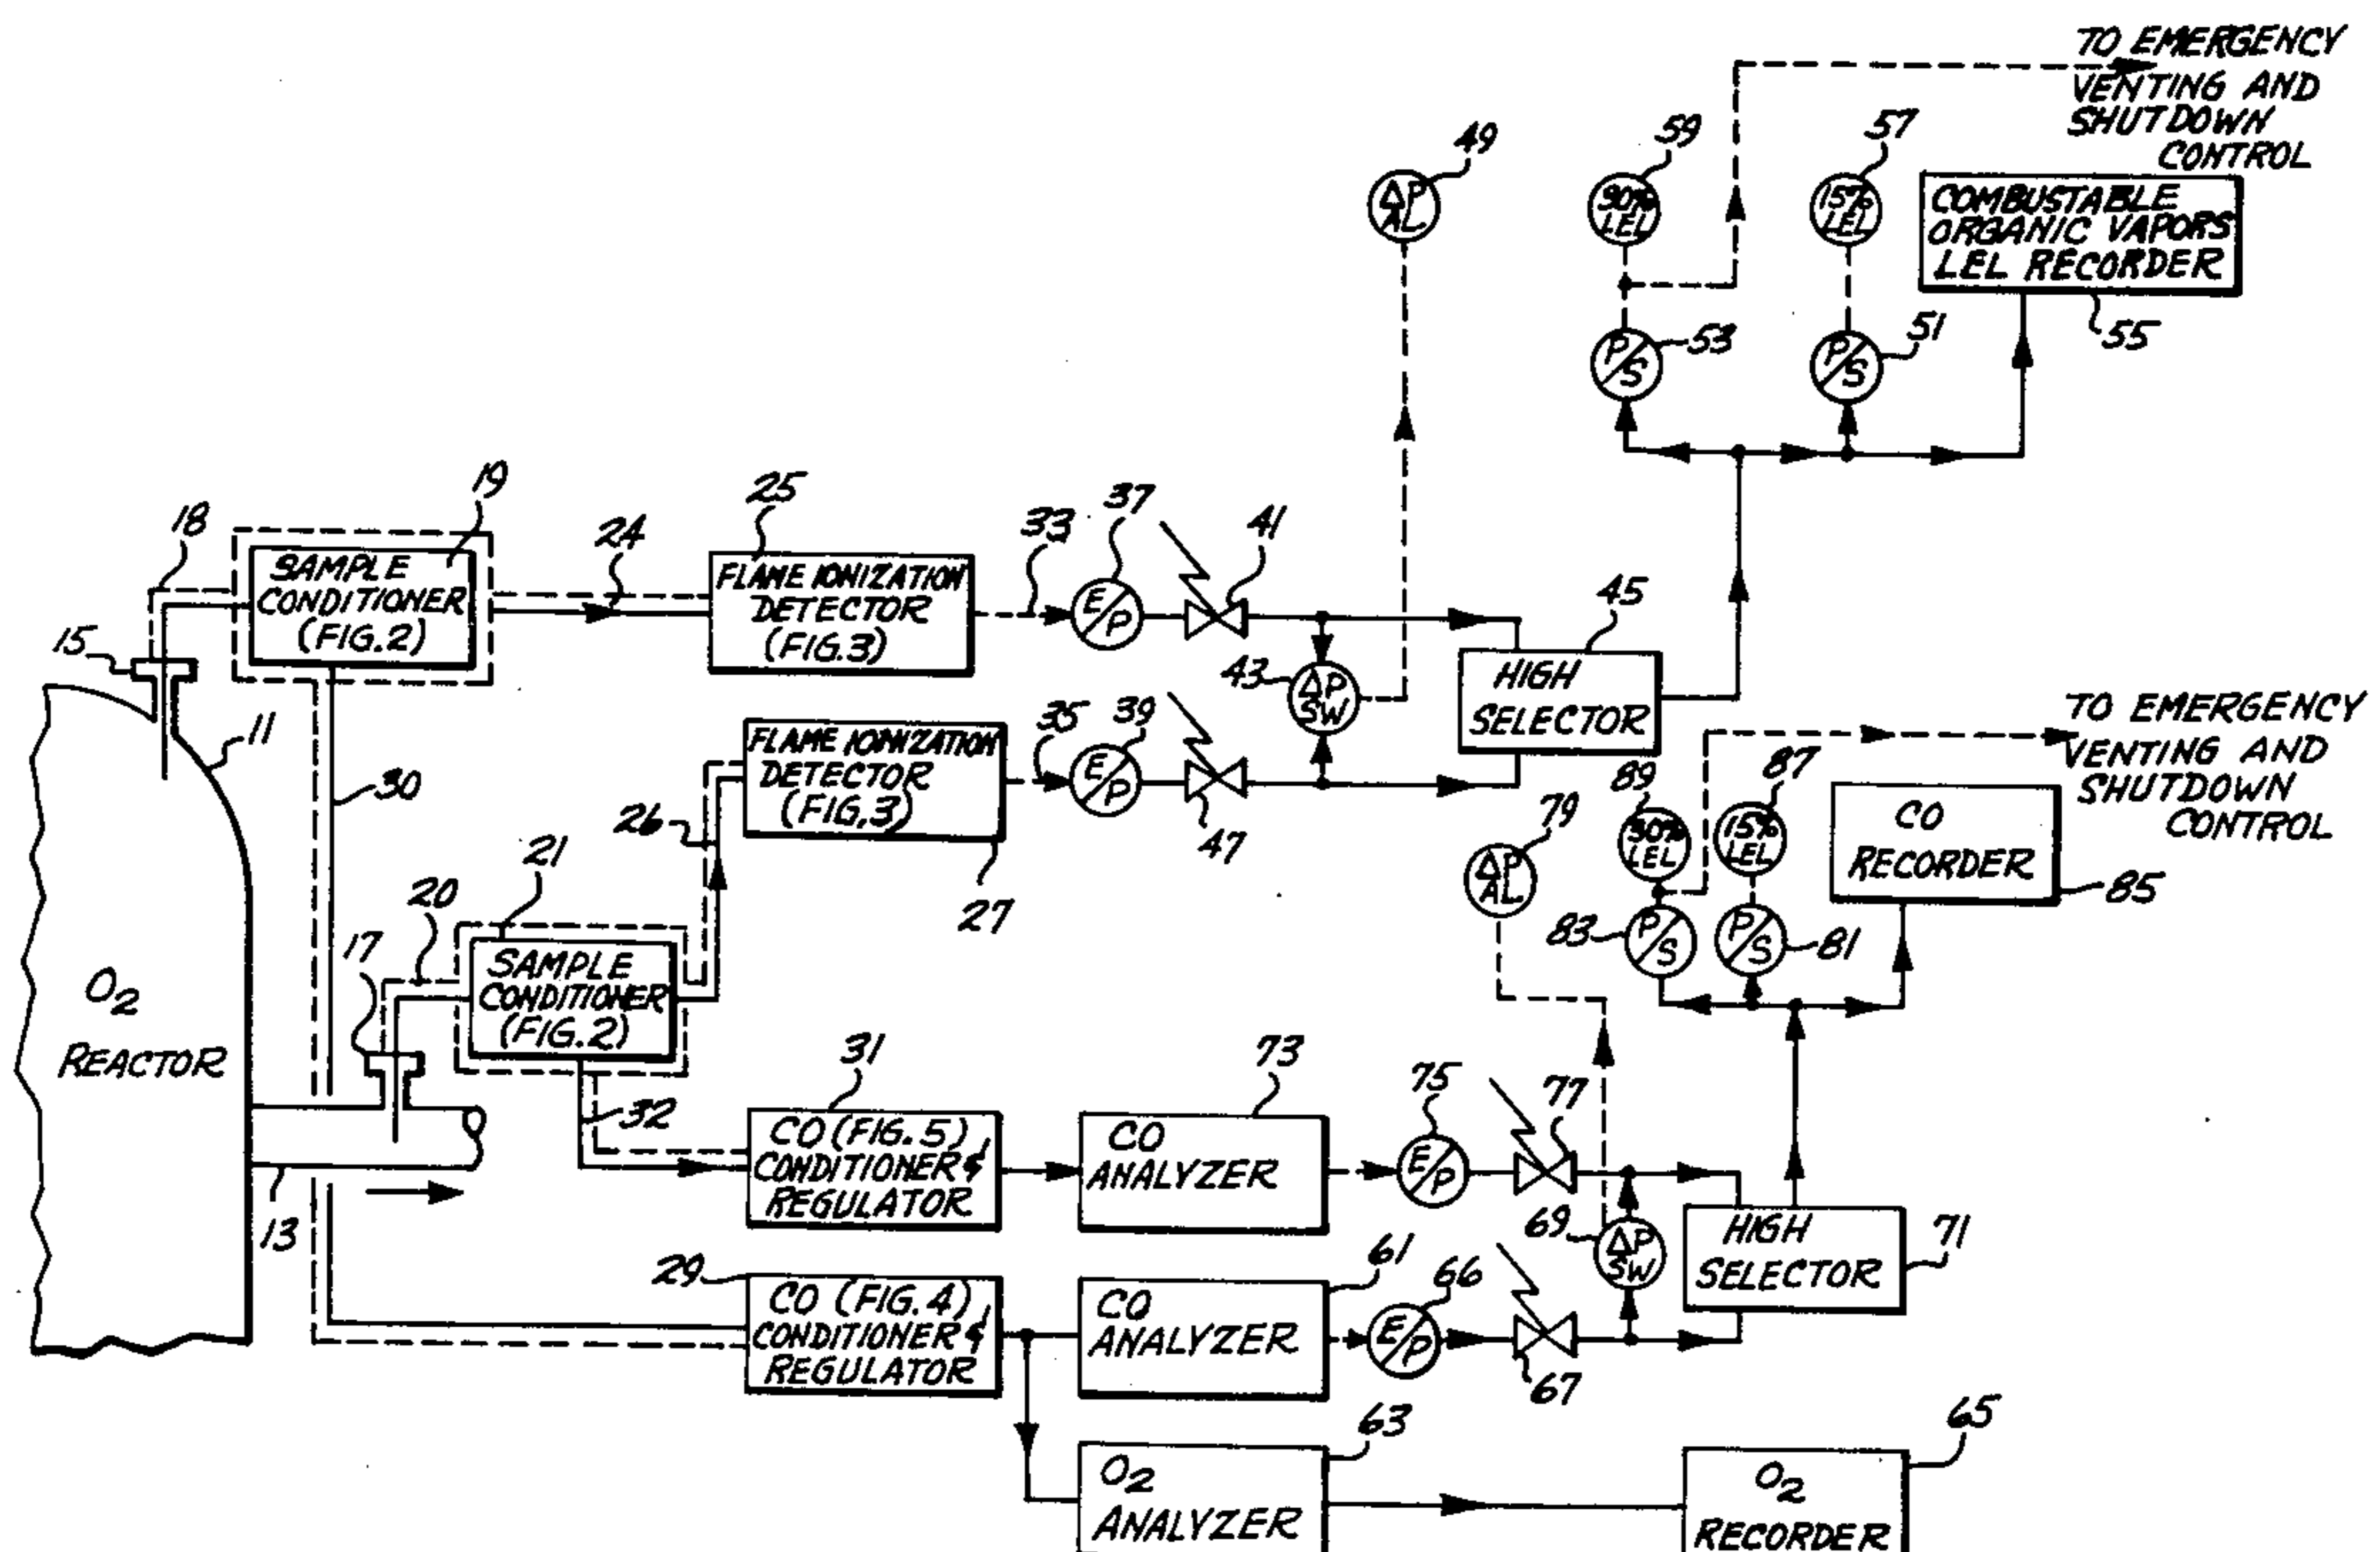 TO EMERGENCY
VENTING AND
SHUTDOWN
CONTROL
49
59
57
ΔP
AL
90%
LEL
15%
LEL
COMBUSTABLE
ORGANIC VAPORS
LEL RECORDER
P/S
53
P/S
51
55
18
19
24
25
33
37
41
SAMPLE
CONDITIONER
(FIG.2)
FLAME IONIZATION
DETECTOR
(FIG.3)
E/P
15
11
30
43
ΔP
SW
45
HIGH
SELECTOR
FLAME IONIZATION
DETECTOR
(FIG.3)
35
39
E/P
47
26
27
TO EMERGENCY
VENTING AND
SHUTDOWN
CONTROL
79
ΔP
AL
89
30%
LEL
87
15%
LEL
CO
RECORDER
85
83
P/S
P/S
81
21
20
17
SAMPLE
CONDITIONER
(FIG.2)
O2
REACTOR
32
13
31
CO (FIG. 5)
CONDITIONER &
REGULATOR
73
CO
ANALYZER
75
E/P
77
69
ΔP
SW
HIGH
SELECTOR
71
29
CO (FIG. 4)
CONDITIONER &
REGULATOR
61
CO
ANALYZER
66
E/P
67
63
O2
ANALYZER
65
O2
RECORDER